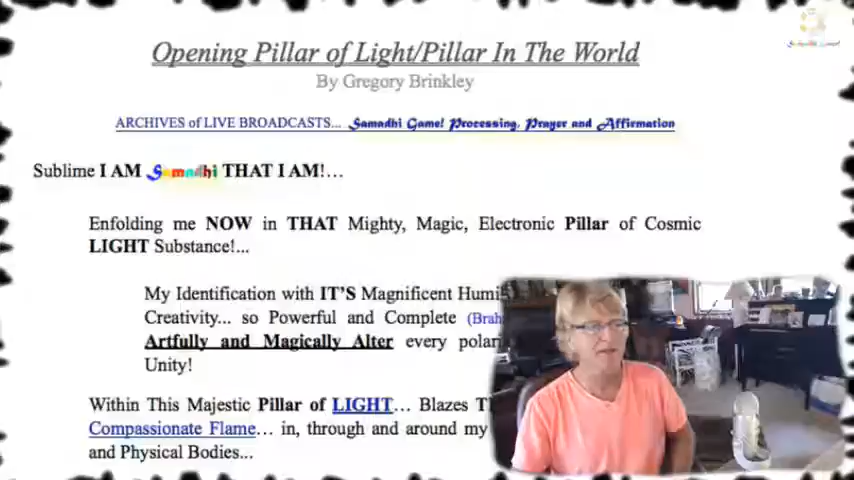 Opening Pillar of Light/Pillar In The World
By Gregory Brinkley
ARCHIVES of LIVE BROADCASTS... Samadhi Game! Processing, Prayer and Affirmation
Sublime I AM Samadhi THAT I AM!...
Enfolding me NOW in THAT Mighty, Magic, Electronic Pillar of Cosmic
LIGHT Substance!...
My Identification with IT'S Magnificent
Creativity... so Powerful and Complete
Artfully and Magically Alter every
Unity!
Within This Majestic Pillar of LIGHT... Blazes
Compassionate Flame... in, through and around my
and Physical Bodies...